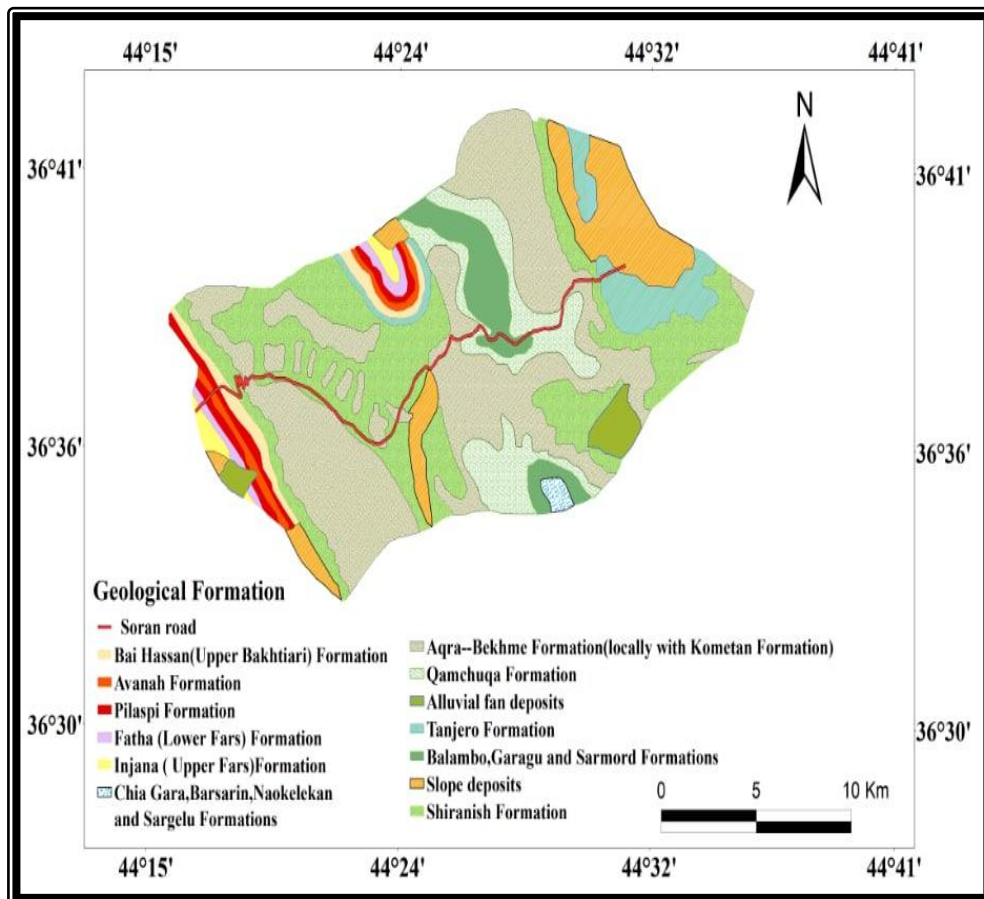 44°15' 44°24' 44°32' 44°41'
N
36°41' 36°41'
36°36' 36°36'
36°30' 36°30'
Geological Formation
Soran road
Bai Hassan(Upper Bakhtiari) Formation
Avanah Formation
Pilaspi Formation
Fatha (Lower Fars) Formation
Injana ( Upper Fars)Formation
Chia Gara,Barsarin,Naokelekan
and Sargelu Formations
Aqra--Bekhme Formation(locally with Kometan Formation)
Qamchuqa Formation
Alluvial fan deposits
Tanjero Formation
Balambo,Garagu and Sarmord Formations
Slope deposits
Shiranish Formation
0 5 10 Km
44°15' 44°24' 44°32' 44°41'